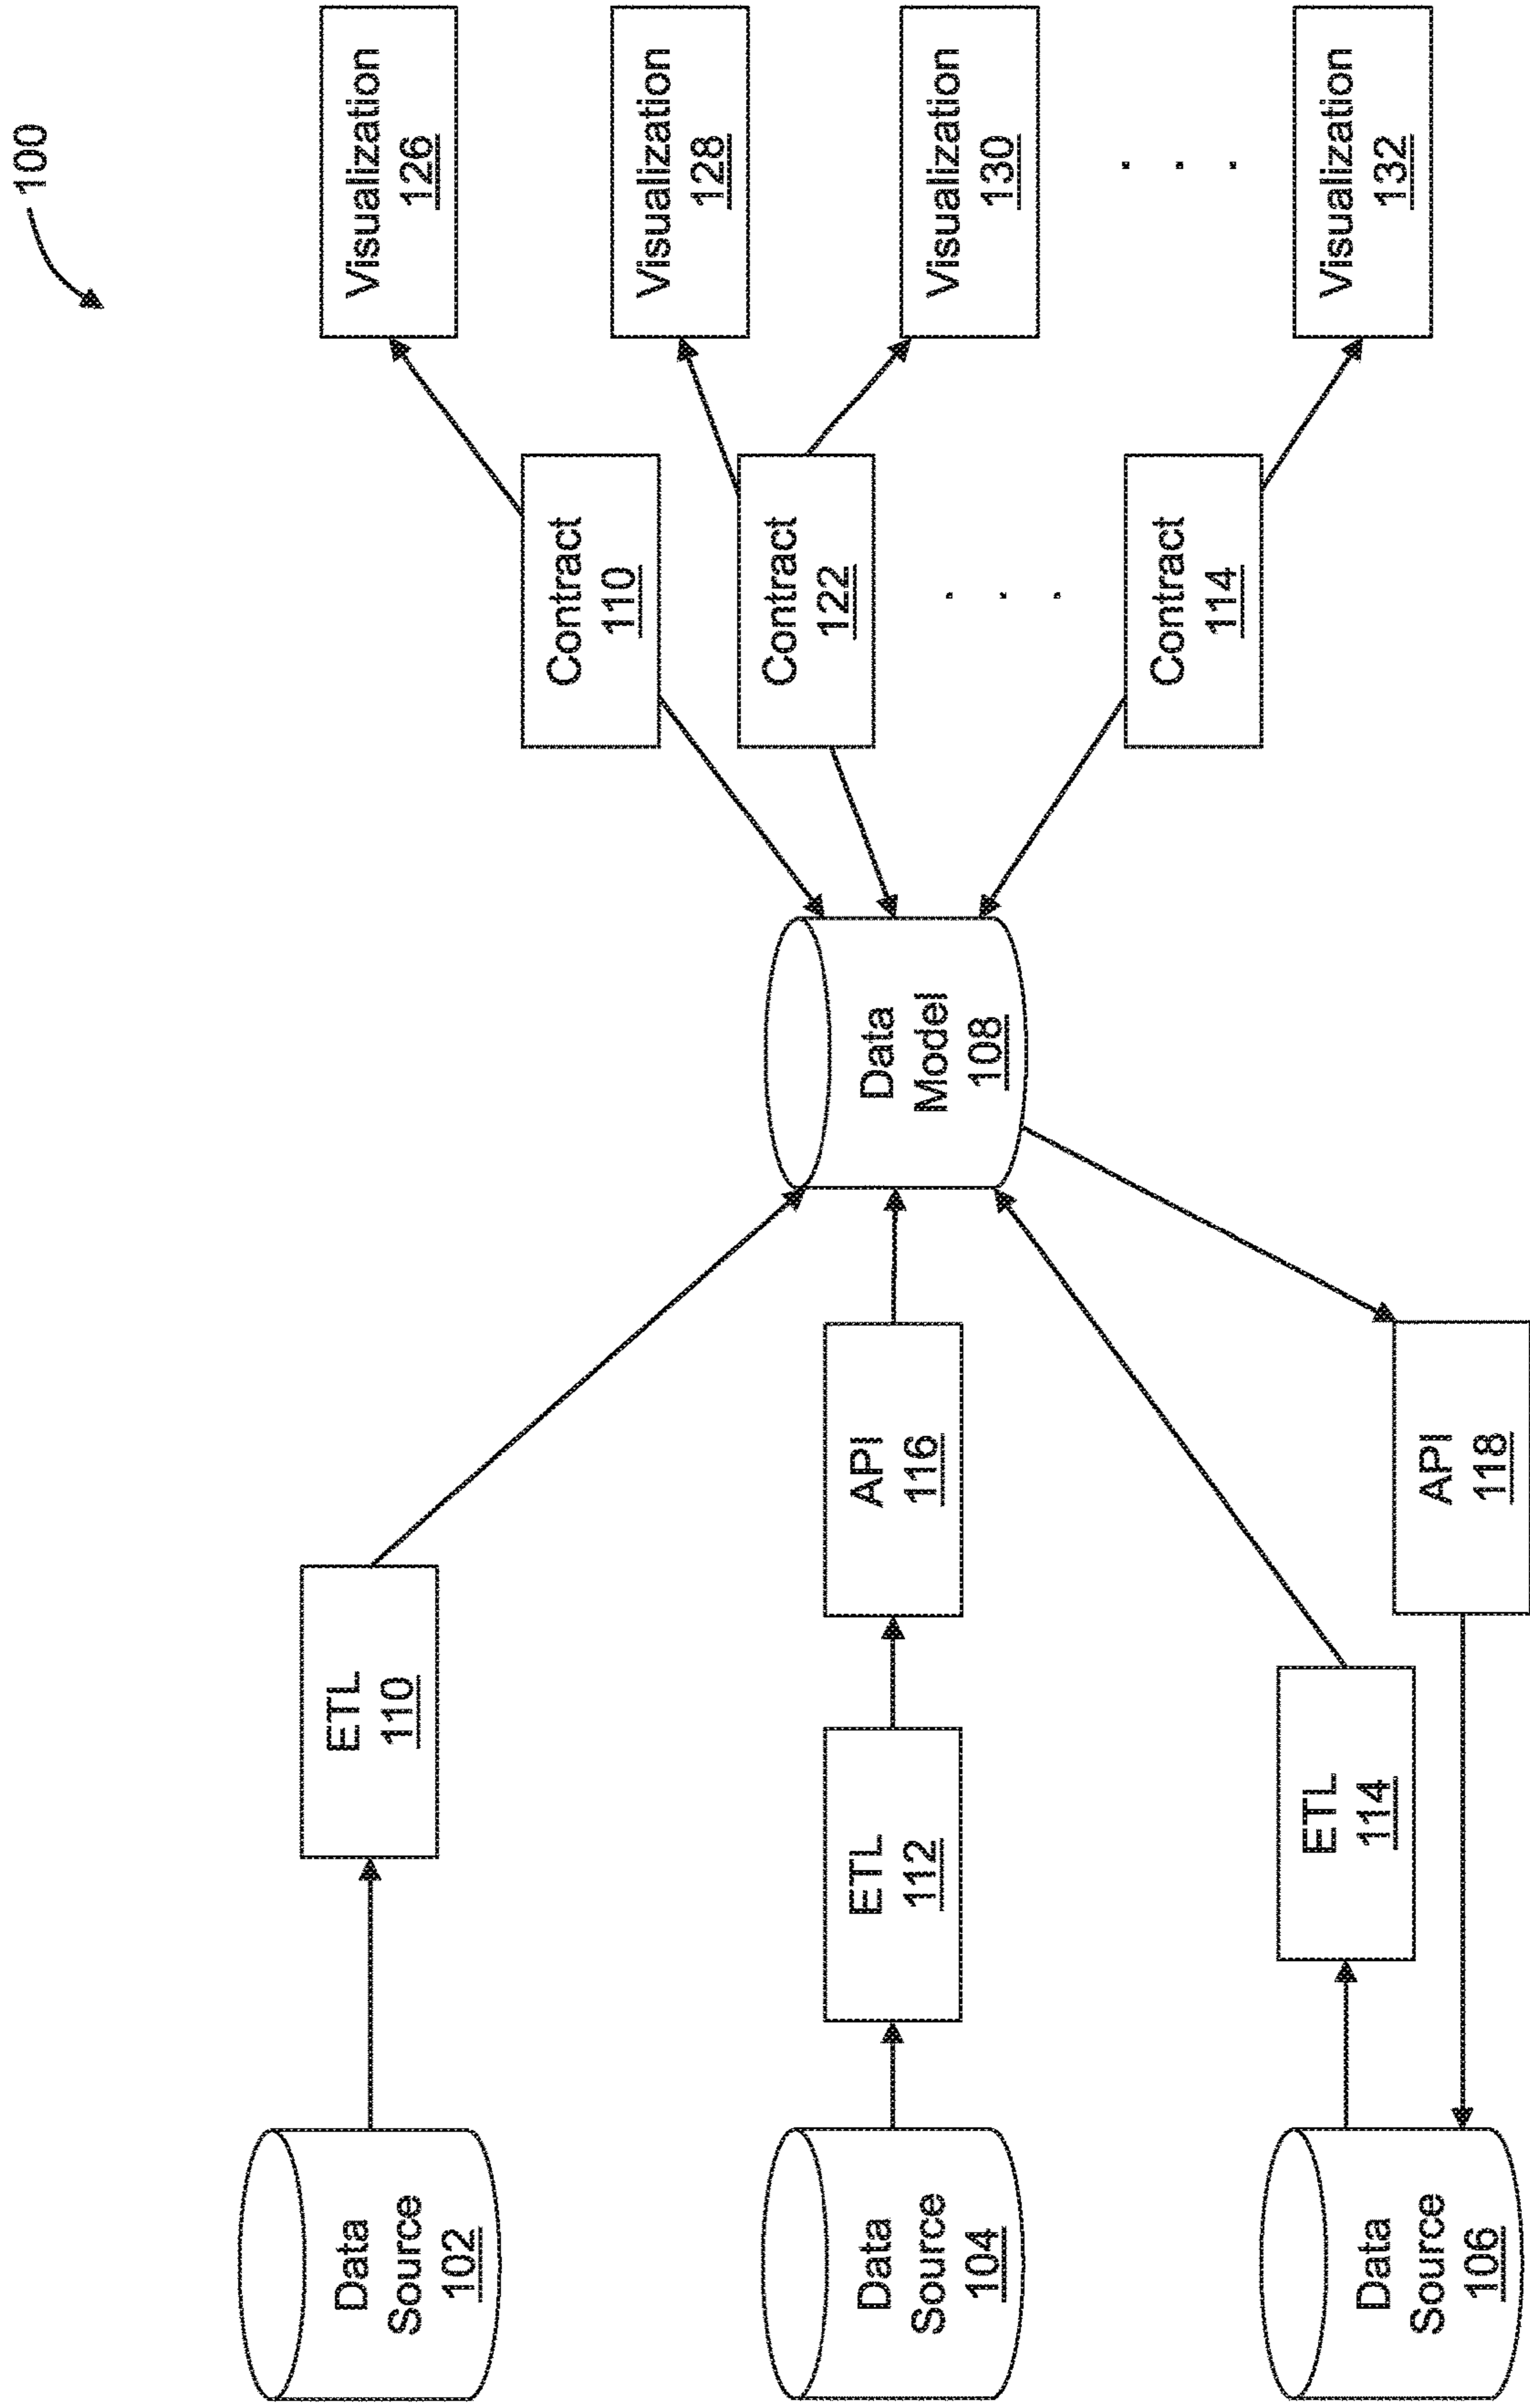 100
Data
Source
102
ETL
110
Data
Source
104
ETL
112
API
116
Data
Source
106
ETL
114
API
118
Data
Model
108
Contract
110
Contract
122
. . .
Contract
114
Visualization
126
Visualization
128
Visualization
130
. . .
Visualization
132